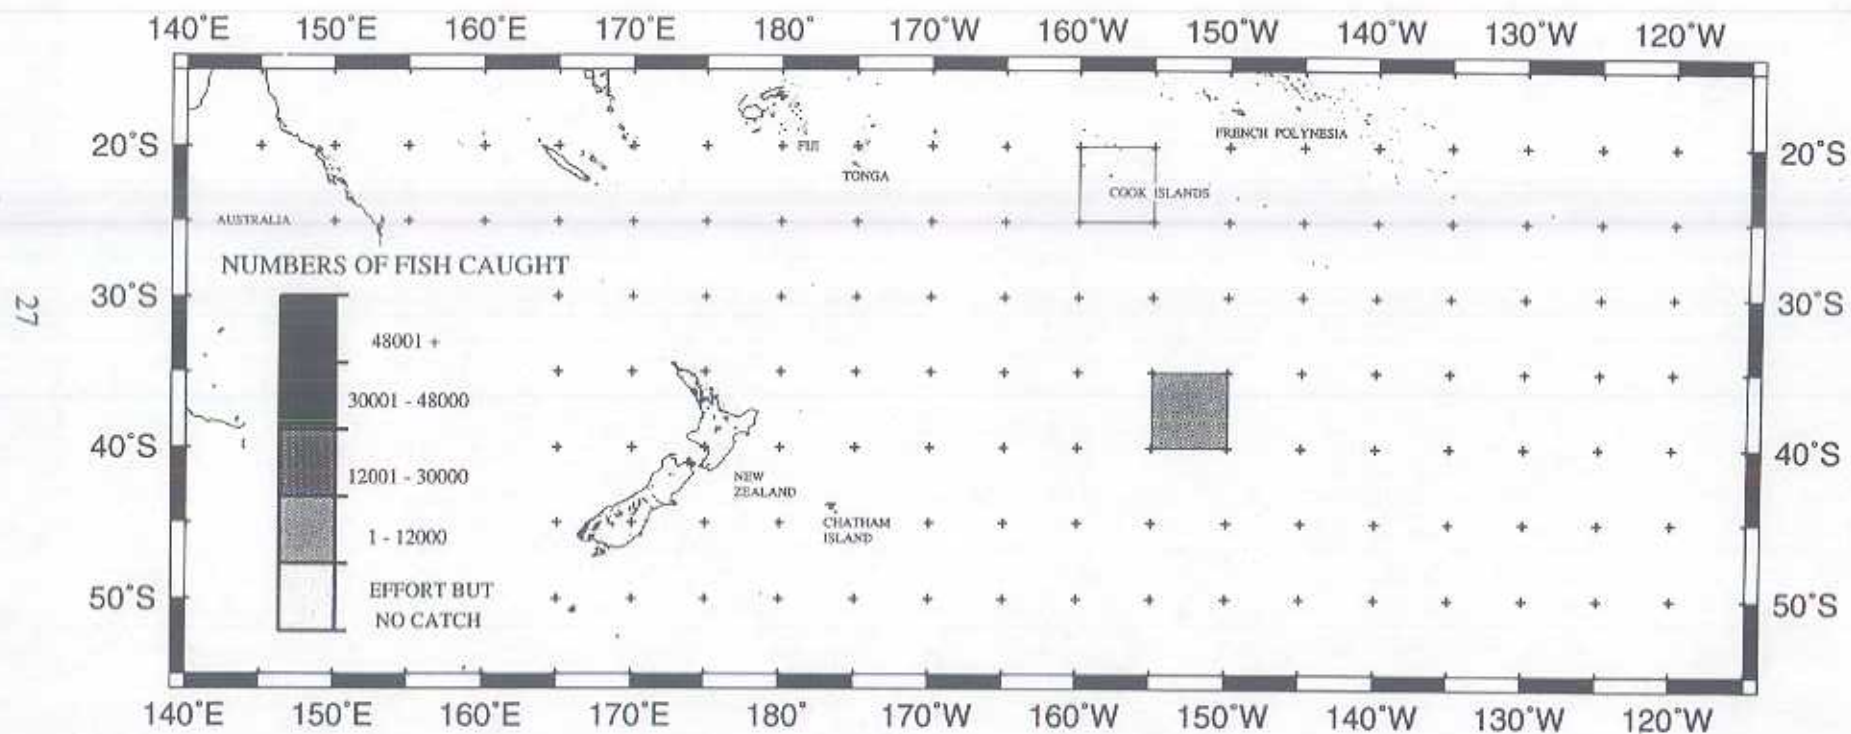 140°E 150°E 160°E 170°E 180° 170°W 160°W 150°W 140°W 130°W 120°W
FRENCH POLYNESIA
20°S FIJI 20°S
TONGA
COOK ISLANDS
AUSTRALIA
NUMBERS OF FISH CAUGHT
30°S 30°S
27
48001 +
30001 - 48000
40°S 40°S
12001 - 30000
NEW
ZEALAND
CHATHAM
ISLAND
1 - 12000
EFFORT BUT
NO CATCH
50°S 50°S
140°E 150°E 160°E 170°E 180° 170°W 160°W 150°W 140°W 130°W 120°W